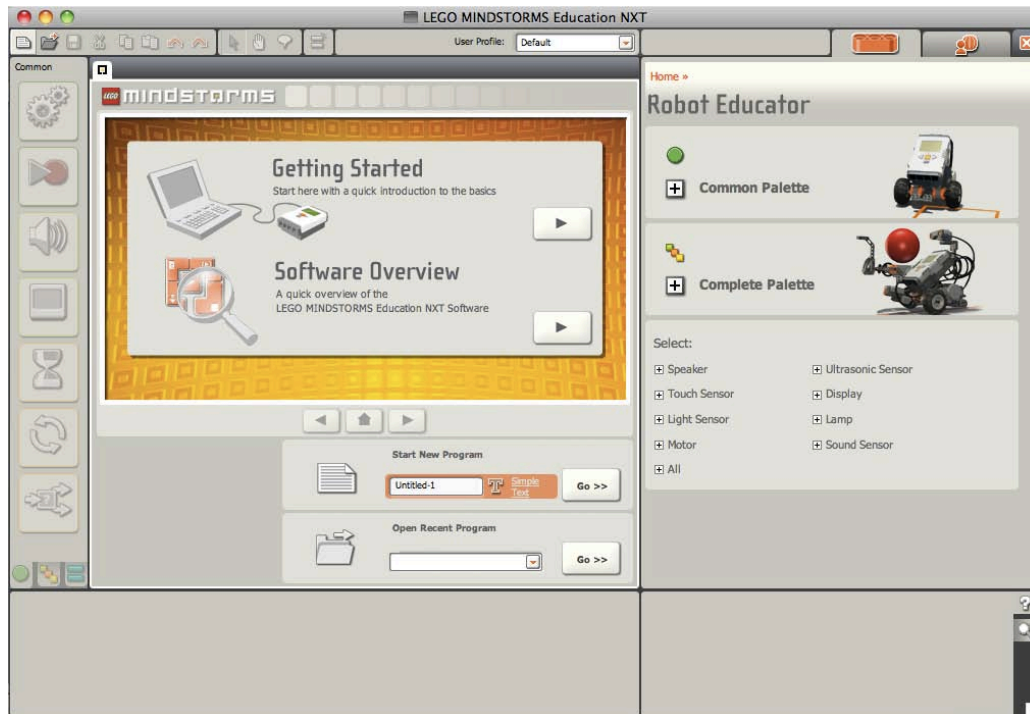 LEGO MINDSTORMS Education NXT
User Profile: Default
Common
LEGO mindstorms
Getting Started
Start here with a quick introduction to the basics
Software Overview
A quick overview of the
LEGO MINDSTORMS Education NXT Software
Start New Program
Untitled-1
T
Simple
Text
Go >>
Open Recent Program
Go >>
Home »
Robot Educator
Common Palette
Complete Palette
Select:
Speaker
Ultrasonic Sensor
Touch Sensor
Display
Light Sensor
Lamp
Motor
Sound Sensor
All
?